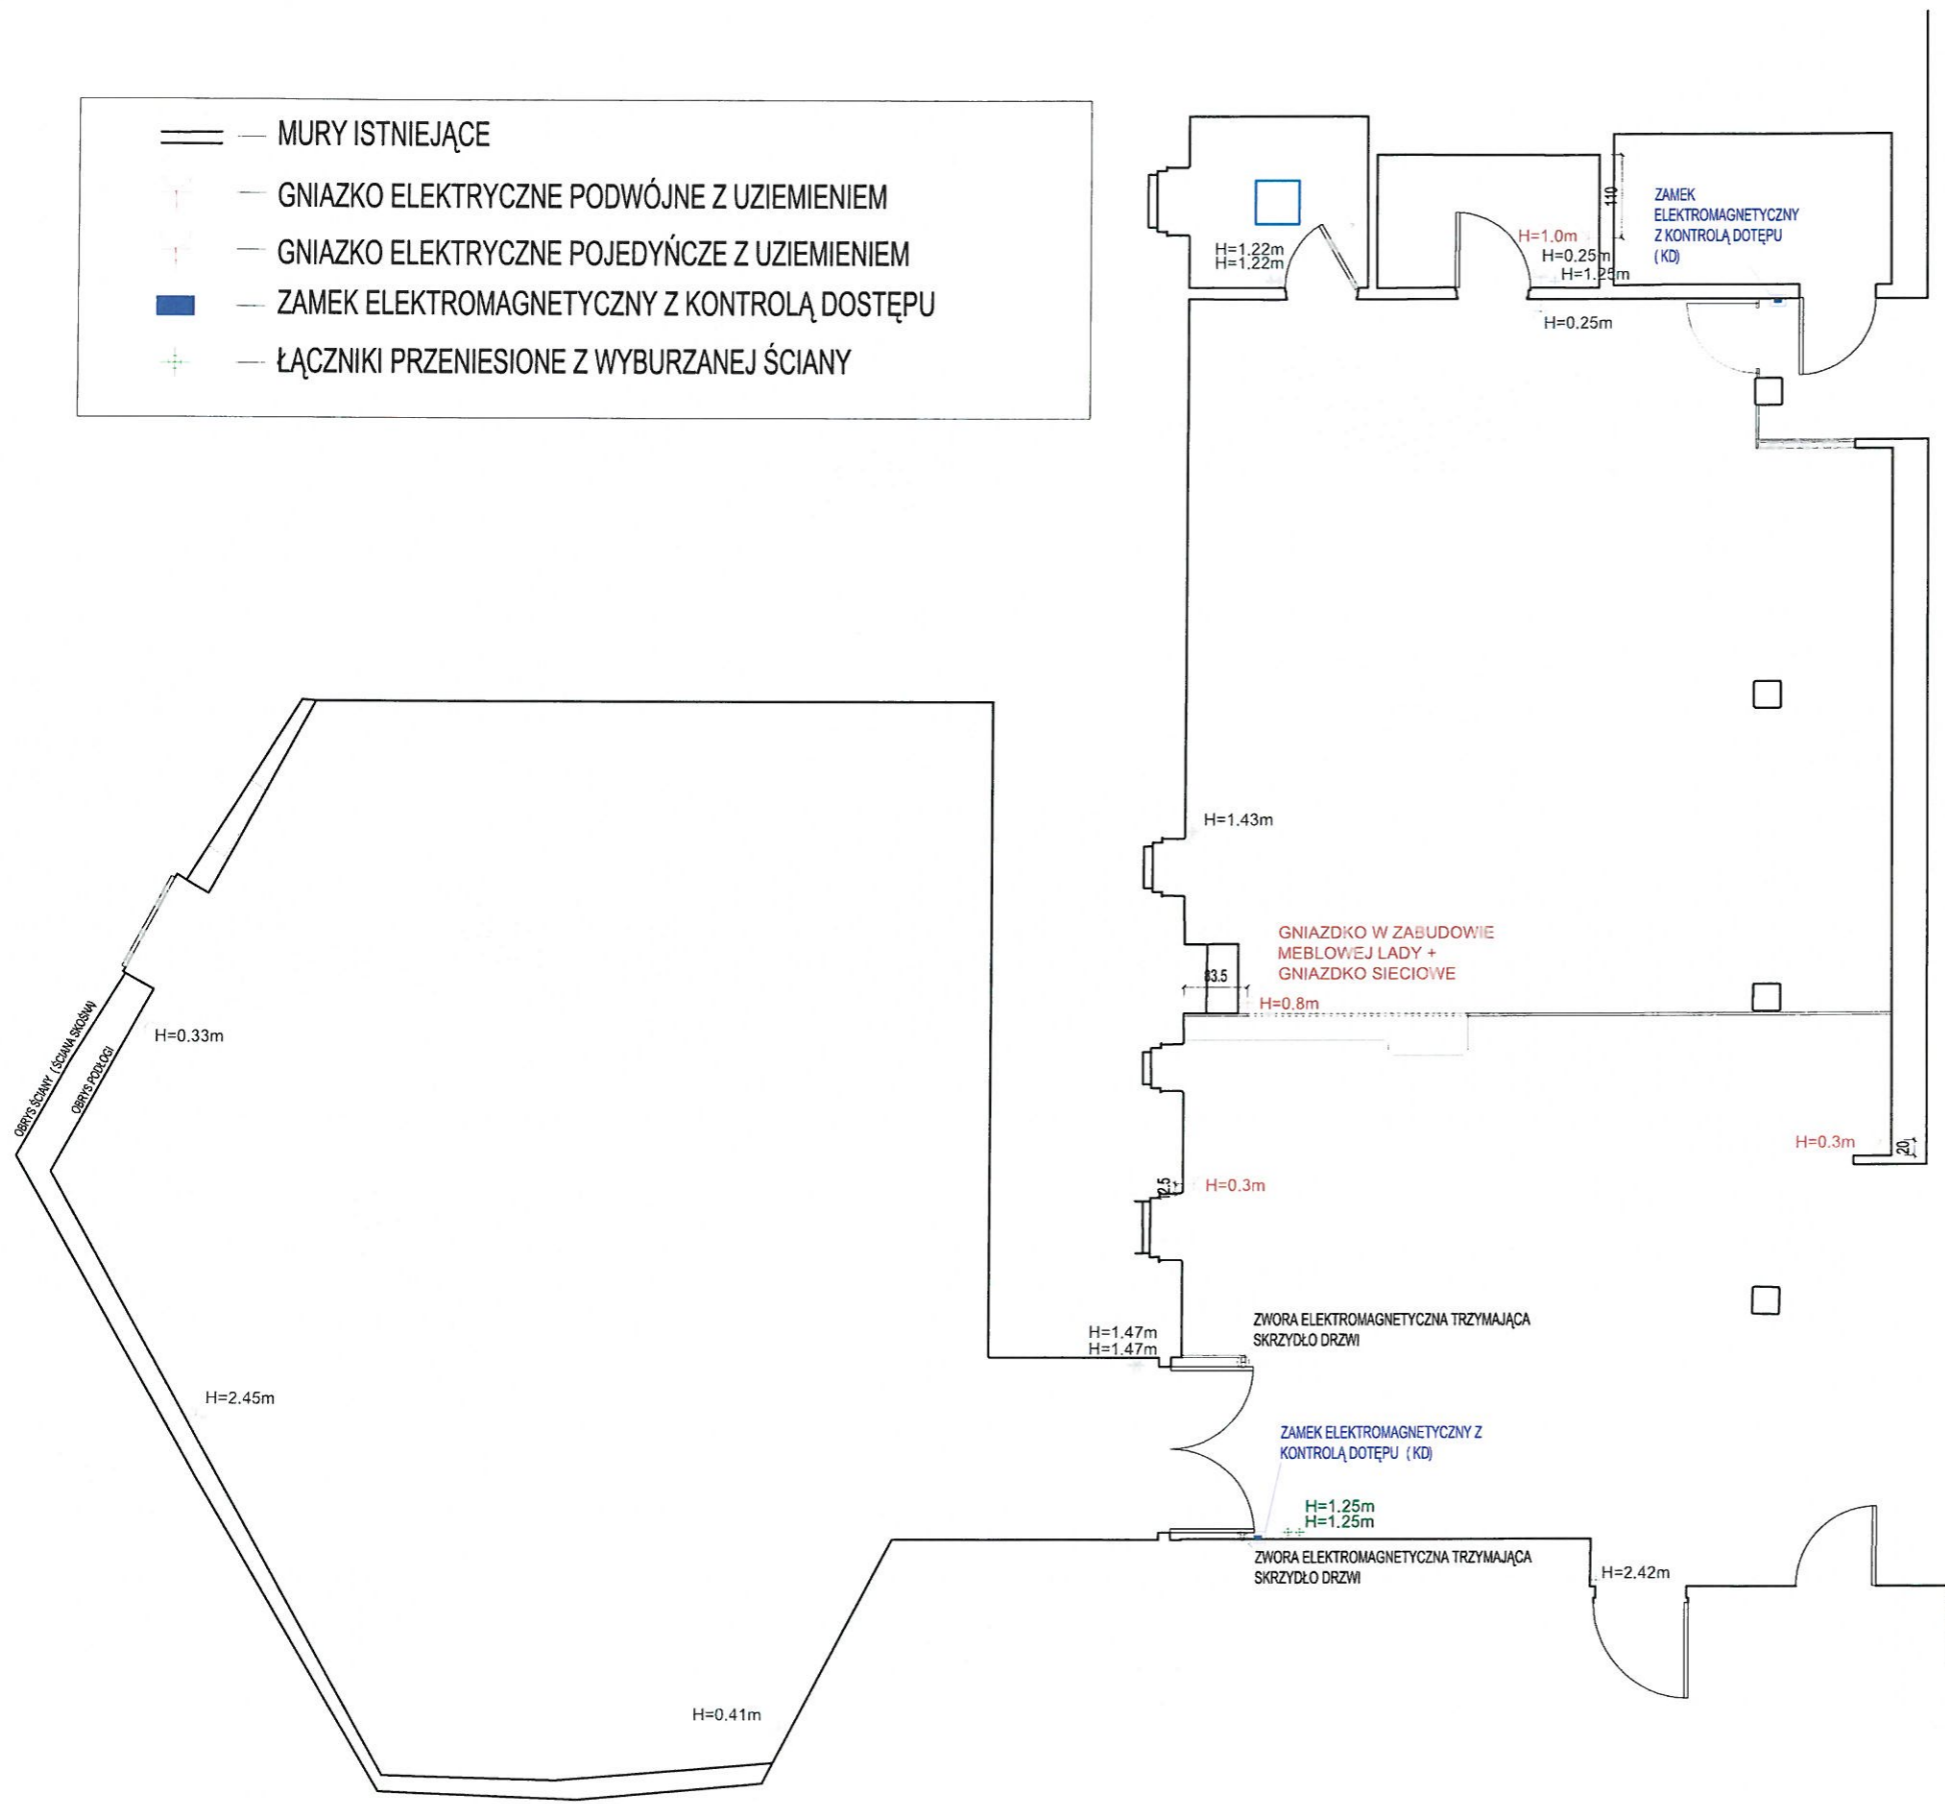 MURY ISTNIEJĄCE
GNIAZKO ELEKTRYCZNE PODWÓJNE Z UZIEMIENIEM
GNIAZKO ELEKTRYCZNE POJEDYŃCZE Z UZIEMIENIEM
ZAMEK ELEKTROMAGNETYCZNY Z KONTROLĄ DOSTĘPU
ŁĄCZNIKI PRZENIESIONE Z WYBURZANEJ ŚCIANY
110
ZAMEK
ELEKTROMAGNETYCZNY
Z KONTROLĄ DOTĘPU
(KD)
H=1.22m
H=1.22m
H=1.0m
H=0.25m
H=1.25m
H=0.25m
H=1.43m
GNIAZDKO W ZABUDOWIE
MEBLOWEJ LADY +
GNIAZDKO SIECIOWE
83.5
H=0.8m
OBRYS ŚCIANY (ŚCIANA SKOŚNA)
OBRYS PODŁOGI
H=0.33m
H=0.3m
20
12.5
H=0.3m
ZWORA ELEKTROMAGNETYCZNA TRZYMAJĄCA
SKRZYDŁO DRZWI
H=1.47m
H=1.47m
H=2.45m
ZAMEK ELEKTROMAGNETYCZNY Z
KONTROLĄ DOTĘPU (KD)
H=1.25m
H=1.25m
ZWORA ELEKTROMAGNETYCZNA TRZYMAJĄCA
SKRZYDŁO DRZWI
H=2.42m
H=0.41m